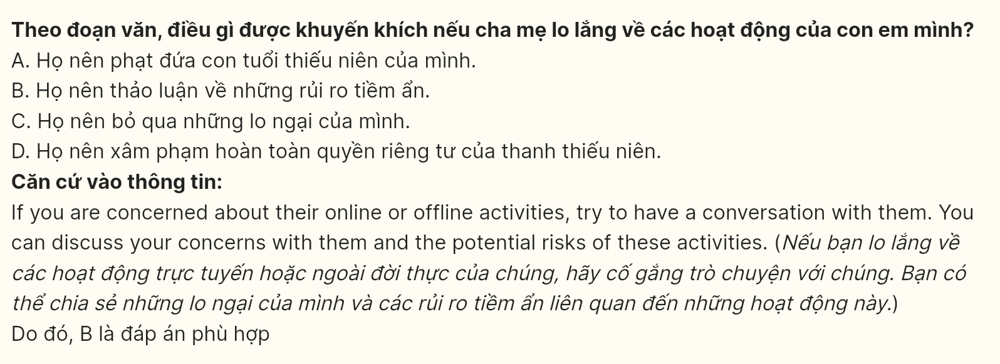 Theo đoạn văn, điều gì được khuyến khích nếu cha mẹ lo lắng về các hoạt động của con em mình?
A. Họ nên phạt đứa con tuổi thiếu niên của mình.
B. Họ nên thảo luận về những rủi ro tiềm ẩn.
C. Họ nên bỏ qua những lo ngại của mình.
D. Họ nên xâm phạm hoàn toàn quyền riêng tư của thanh thiếu niên.
Căn cứ vào thông tin:
If you are concerned about their online or offline activities, try to have a conversation with them. You
can discuss your concerns with them and the potential risks of these activities. (Nếu bạn lo lắng về
các hoạt động trực tuyến hoặc ngoài đời thực của chúng, hãy cố gắng trò chuyện với chúng. Bạn có
thể chia sẻ những lo ngại của mình và các rủi ro tiềm ẩn liên quan đến những hoạt động này.)
Do đó, B là đáp án phù hợp